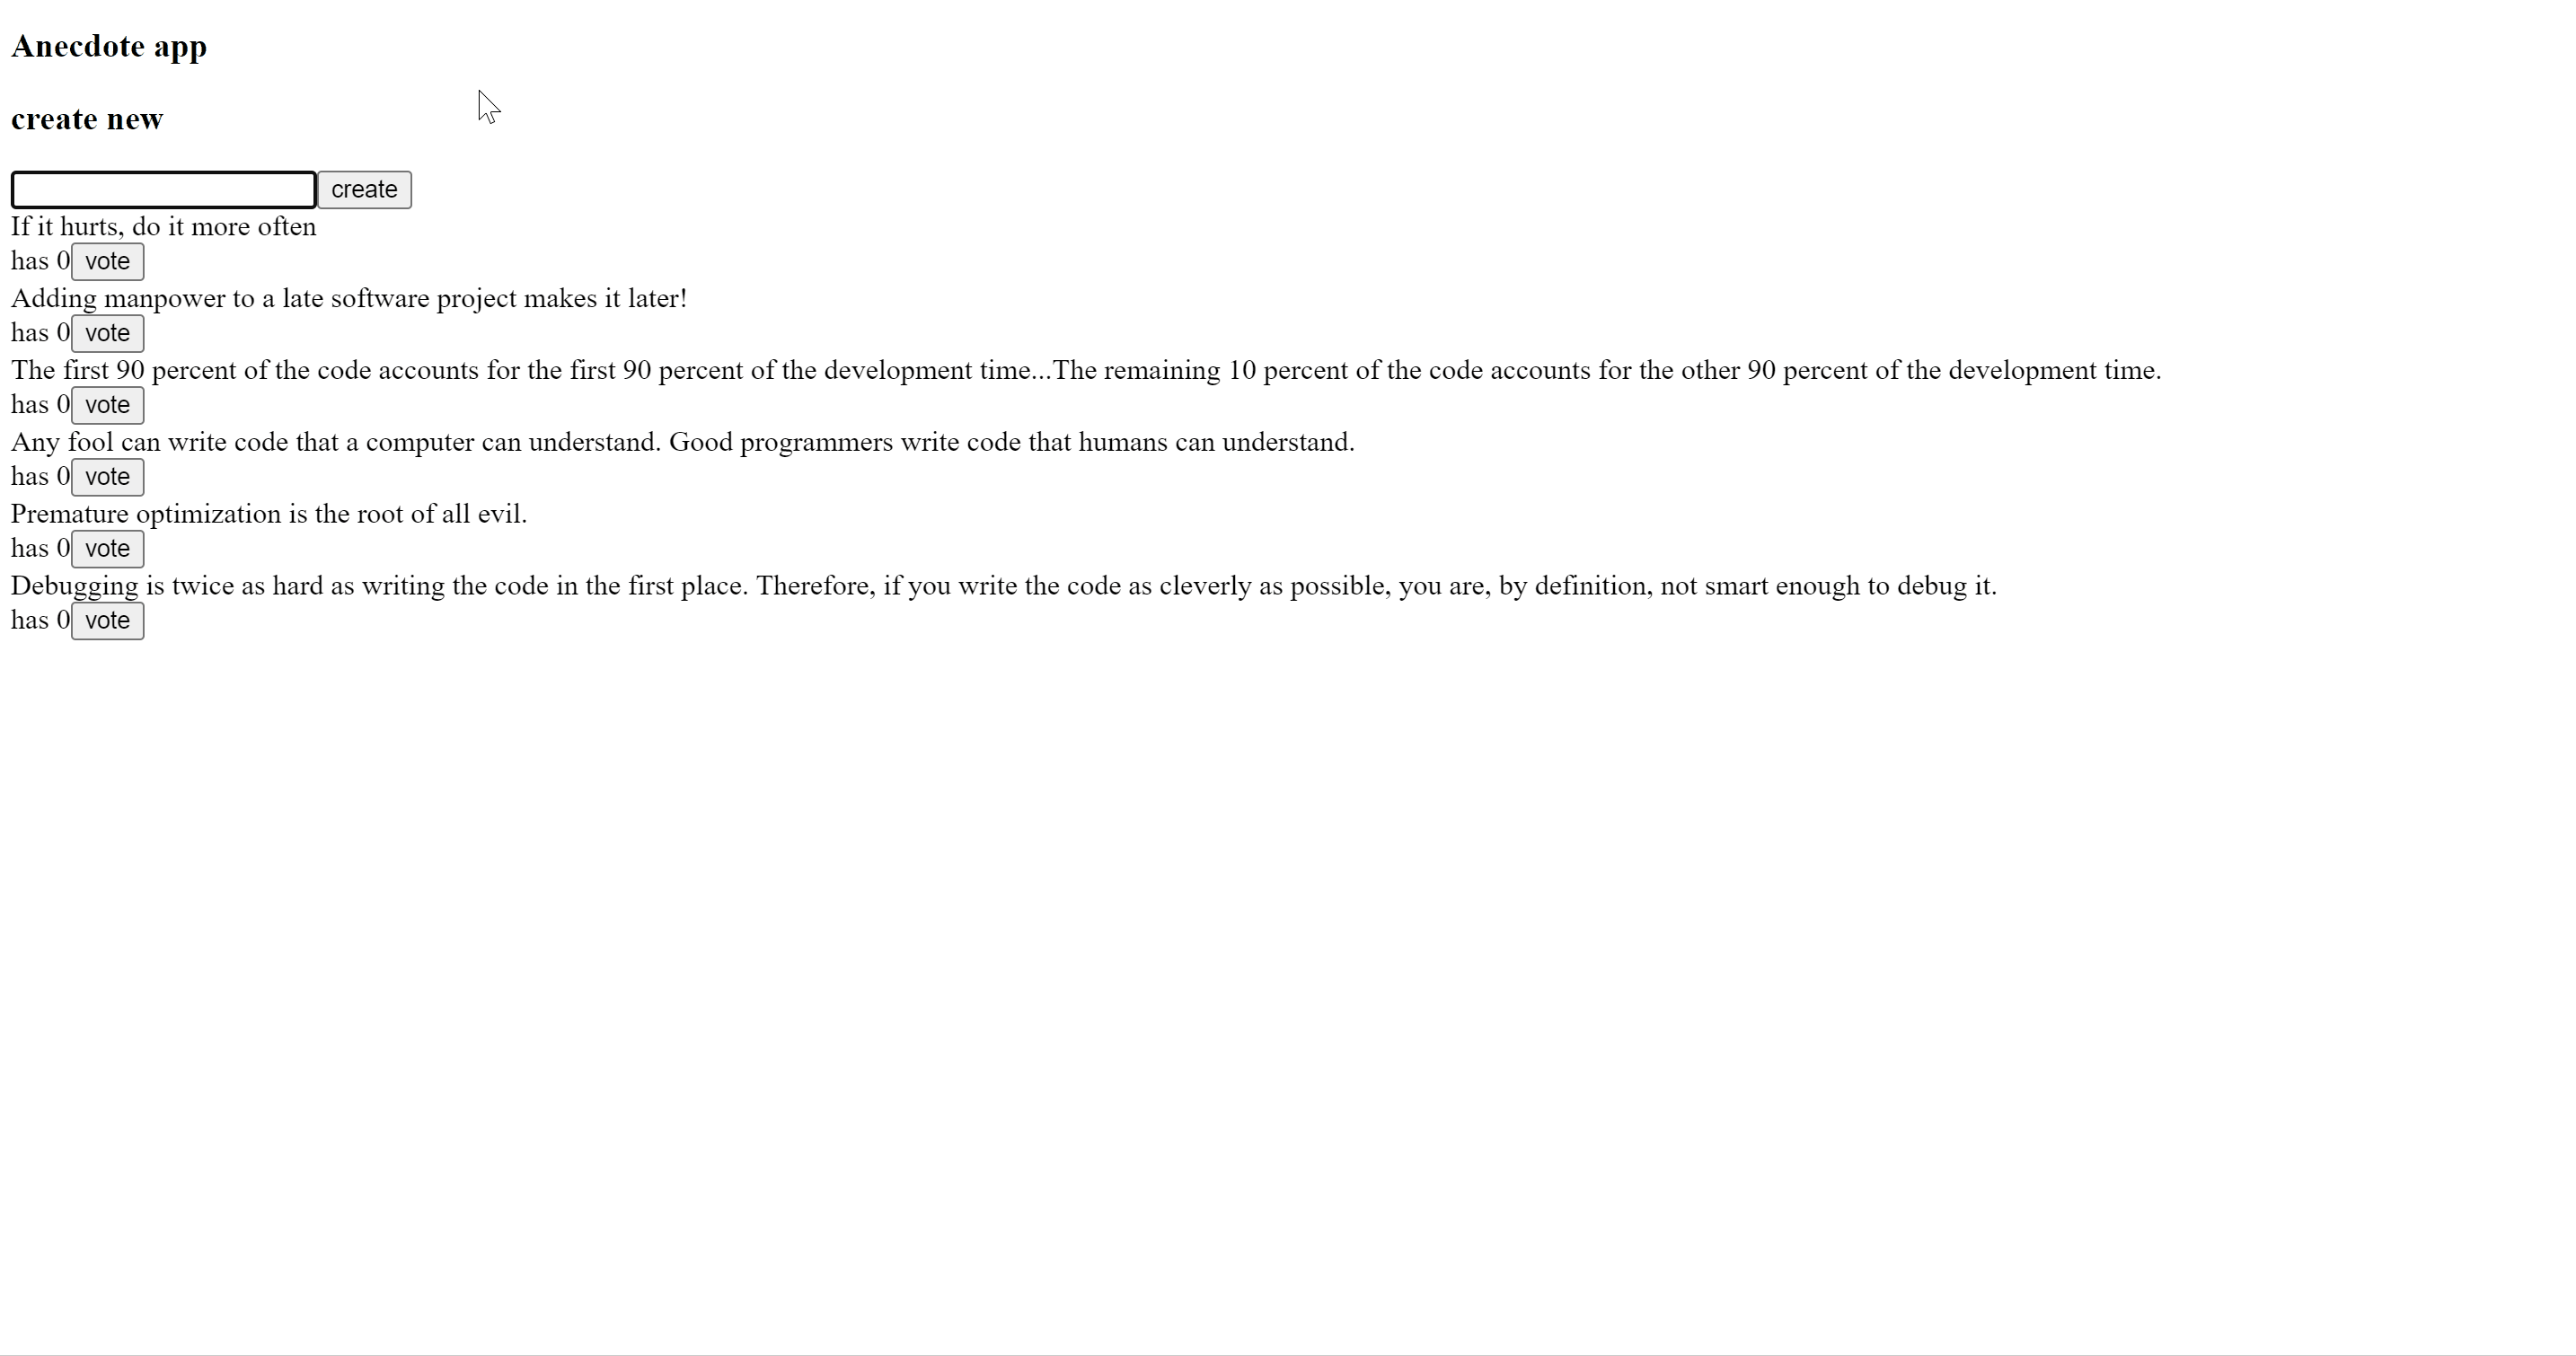 Anecdote app
create new
create
If it hurts, do it more often
has 0 vote
Adding manpower to a late software project makes it later!
has 0 vote
The first 90 percent of the code accounts for the first 90 percent of the development time...The remaining 10 percent of the code accounts for the other 90 percent of the development time.
has 0 vote
Any fool can write code that a computer can understand. Good programmers write code that humans can understand.
has 0 vote
Premature optimization is the root of all evil.
has 0 vote
Debugging is twice as hard as writing the code in the first place. Therefore, if you write the code as cleverly as possible, you are, by definition, not smart enough to debug it.
has 0 vote